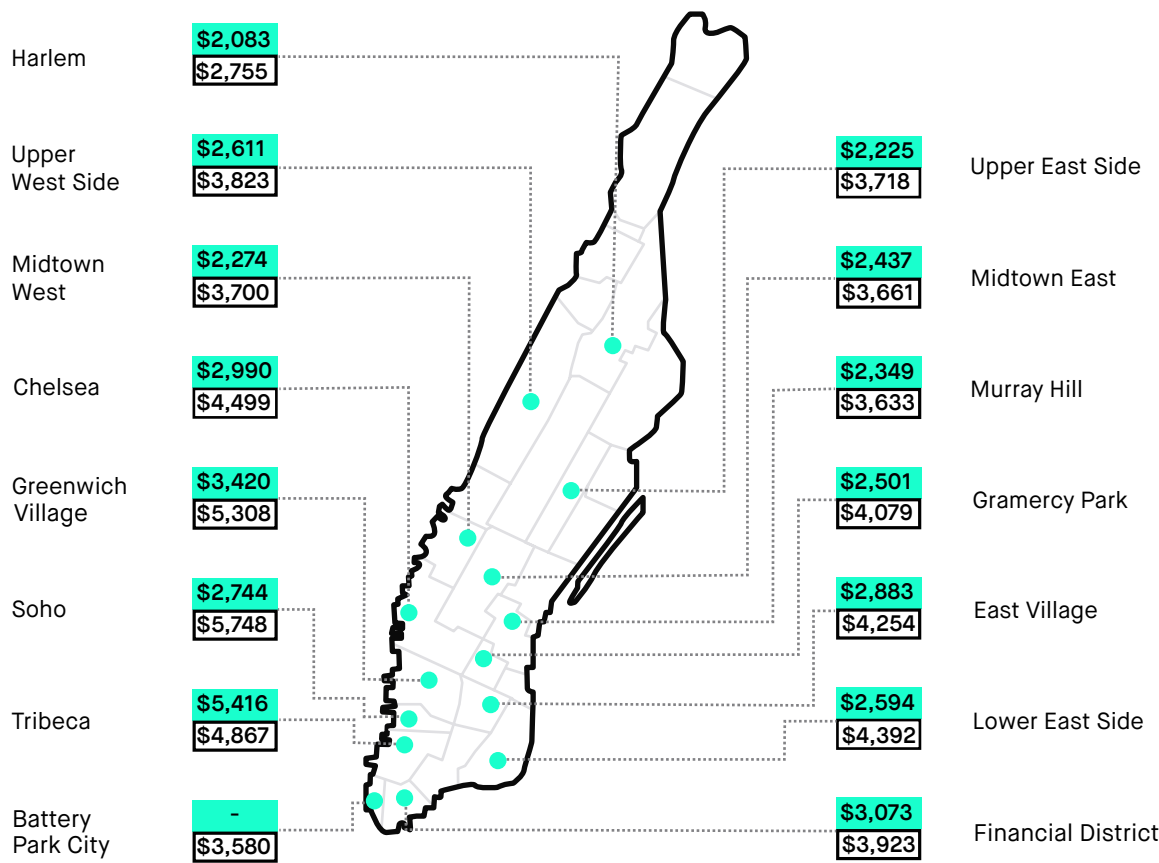 Harlem
$2,083
$2,755
Upper
West Side
$2,611
$3,823
Midtown
West
$2,274
$3,700
Chelsea
$2,990
$4,499
Greenwich
Village
$3,420
$5,308
Soho
$2,744
$5,748
Tribeca
$5,416
$4,867
Battery
Park City
-
$3,580
$2,225
$3,718
Upper East Side
$2,437
$3,661
Midtown East
$2,349
$3,633
Murray Hill
$2,501
$4,079
Gramercy Park
$2,883
$4,254
East Village
$2,594
$4,392
Lower East Side
$3,073
$3,923
Financial District